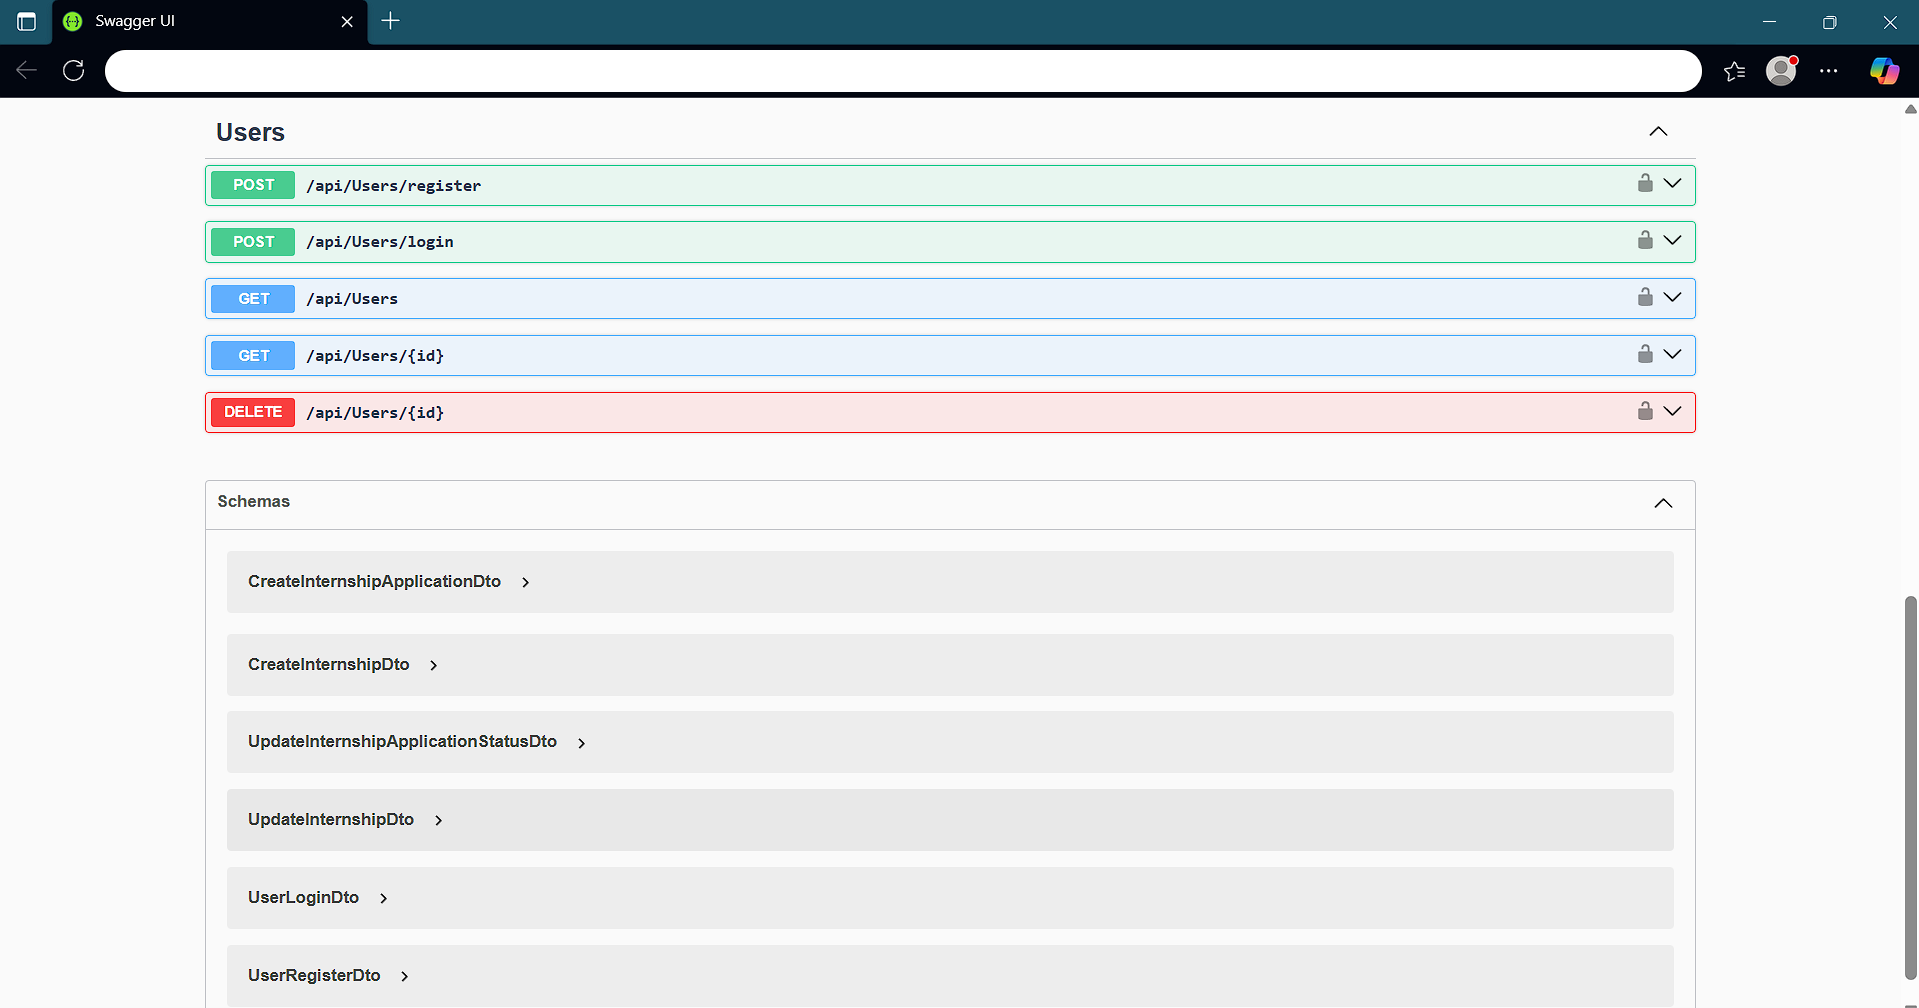 Swagger UI
Users
POST /api/Users/register
POST /api/Users/login
GET /api/Users
GET /api/Users/{id}
DELETE /api/Users/{id}
Schemas
CreateInternshipApplicationDto
CreateInternshipDto
UpdateInternshipApplicationStatusDto
UpdateInternshipDto
UserLoginDto
UserRegisterDto